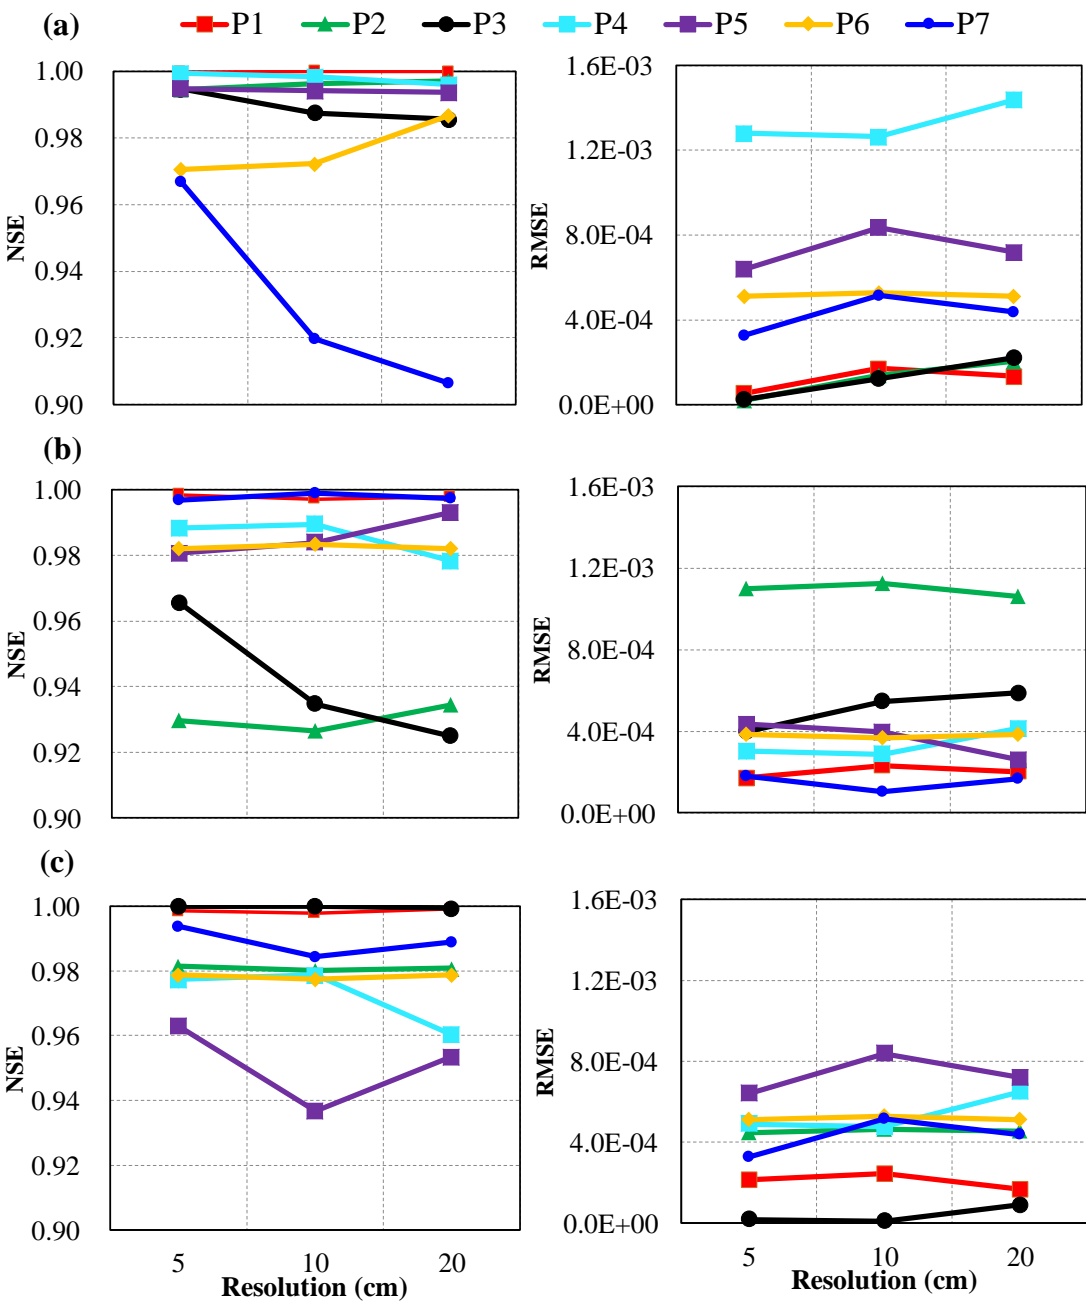 (a) P1 P2 P3 P4 P5 P6 P7
1.00
0.98
0.96
0.94
0.92
0.90
NSE
1.6E-03
1.2E-03
8.0E-04
4.0E-04
0.0E+00
RMSE
(b)
1.00
0.98
0.96
0.94
0.92
0.90
NSE
1.6E-03
1.2E-03
8.0E-04
4.0E-04
0.0E+00
RMSE
(c)
1.00
0.98
0.96
0.94
0.92
0.90
NSE
5 10 20
Resolution (cm)
1.6E-03
1.2E-03
8.0E-04
4.0E-04
0.0E+00
RMSE
5 10 20
Resolution (cm)